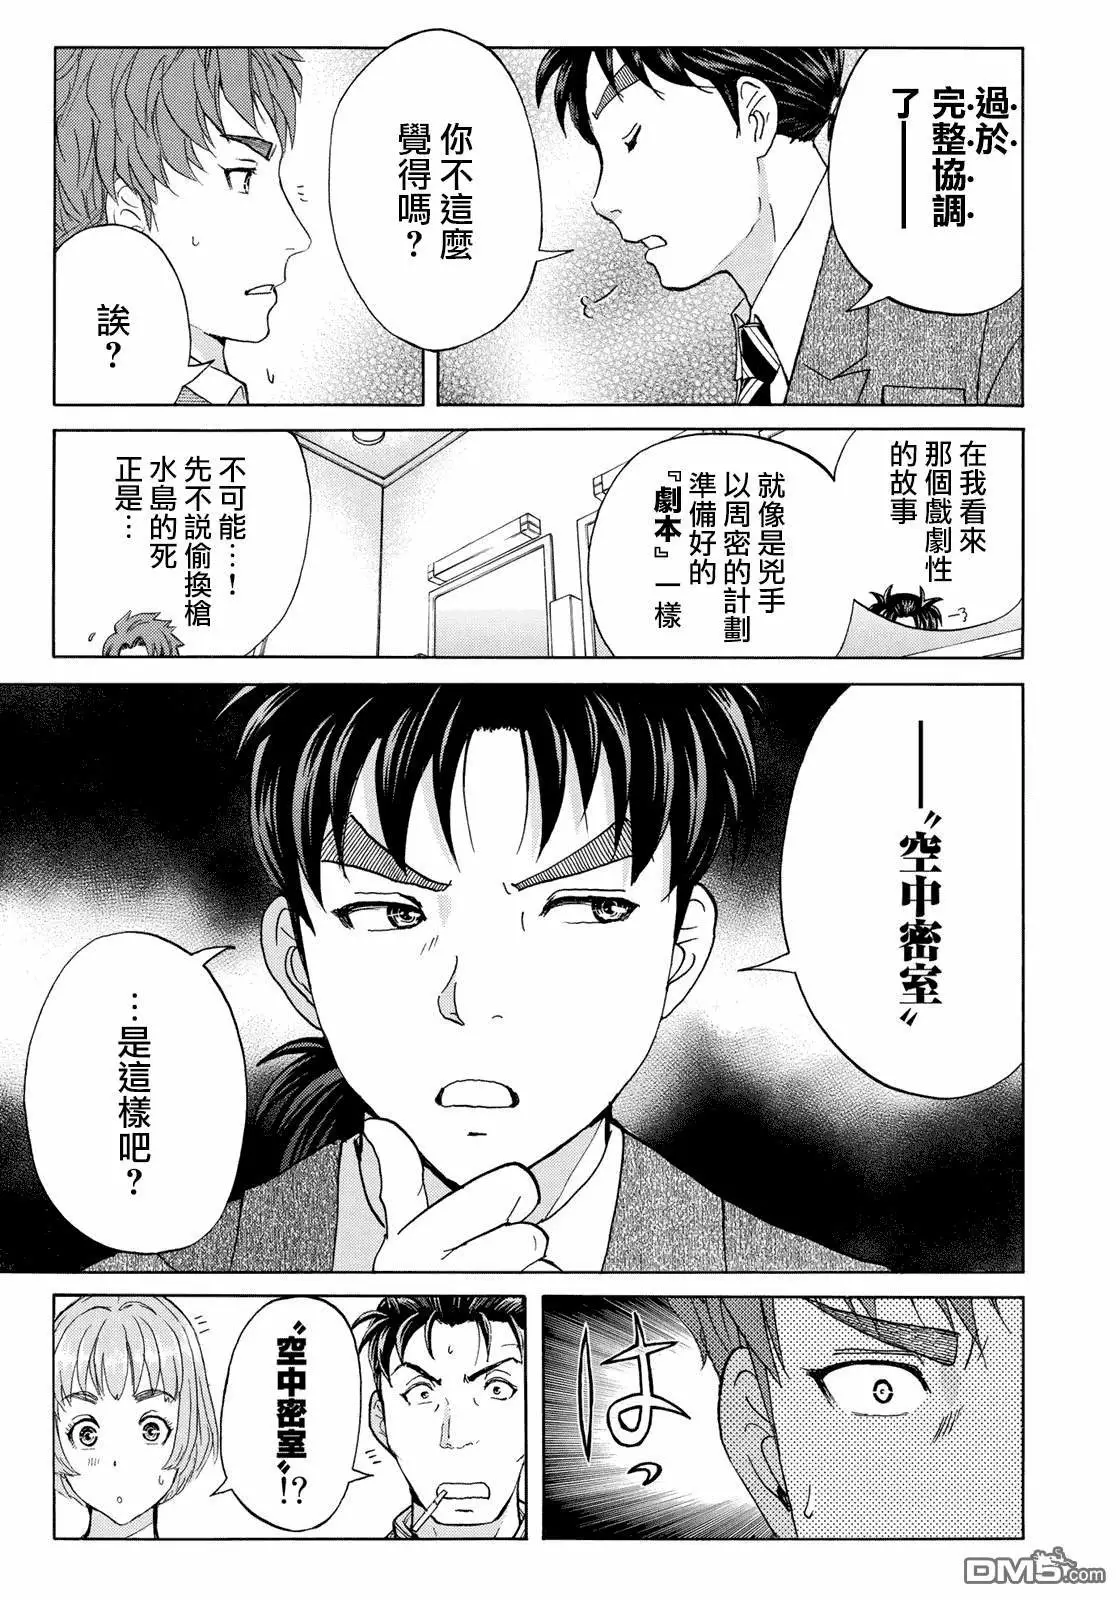 過於
完整協調
了——
你不這麼
覺得嗎？
誒？
在我看來
那個戲劇性
的故事
就像是兇手
以周密的計劃
準備好的
『劇本』一樣
不可能…！
先不説偷換槍
水島的死
正是…
——〝空中密室〟
…是這樣吧？
はっ
〝空中密室〟!?
DM5.com